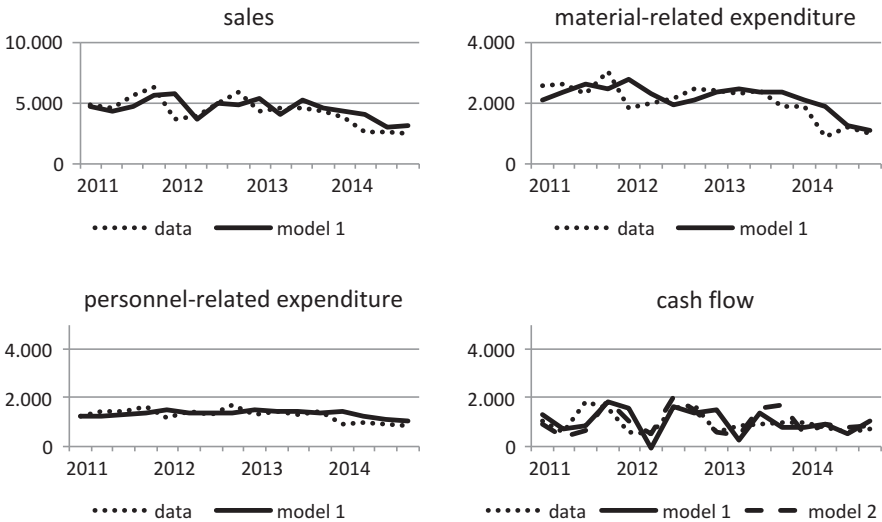 sales
10.000
5.000
0
2011 2012 2013 2014
data model 1
material-related expenditure
4.000
2.000
0
2011 2012 2013 2014
data model 1
personnel-related expenditure
4.000
2.000
0
2011 2012 2013 2014
data model 1
cash flow
4.000
2.000
0
2011 2012 2013 2014
data model 1 model 2